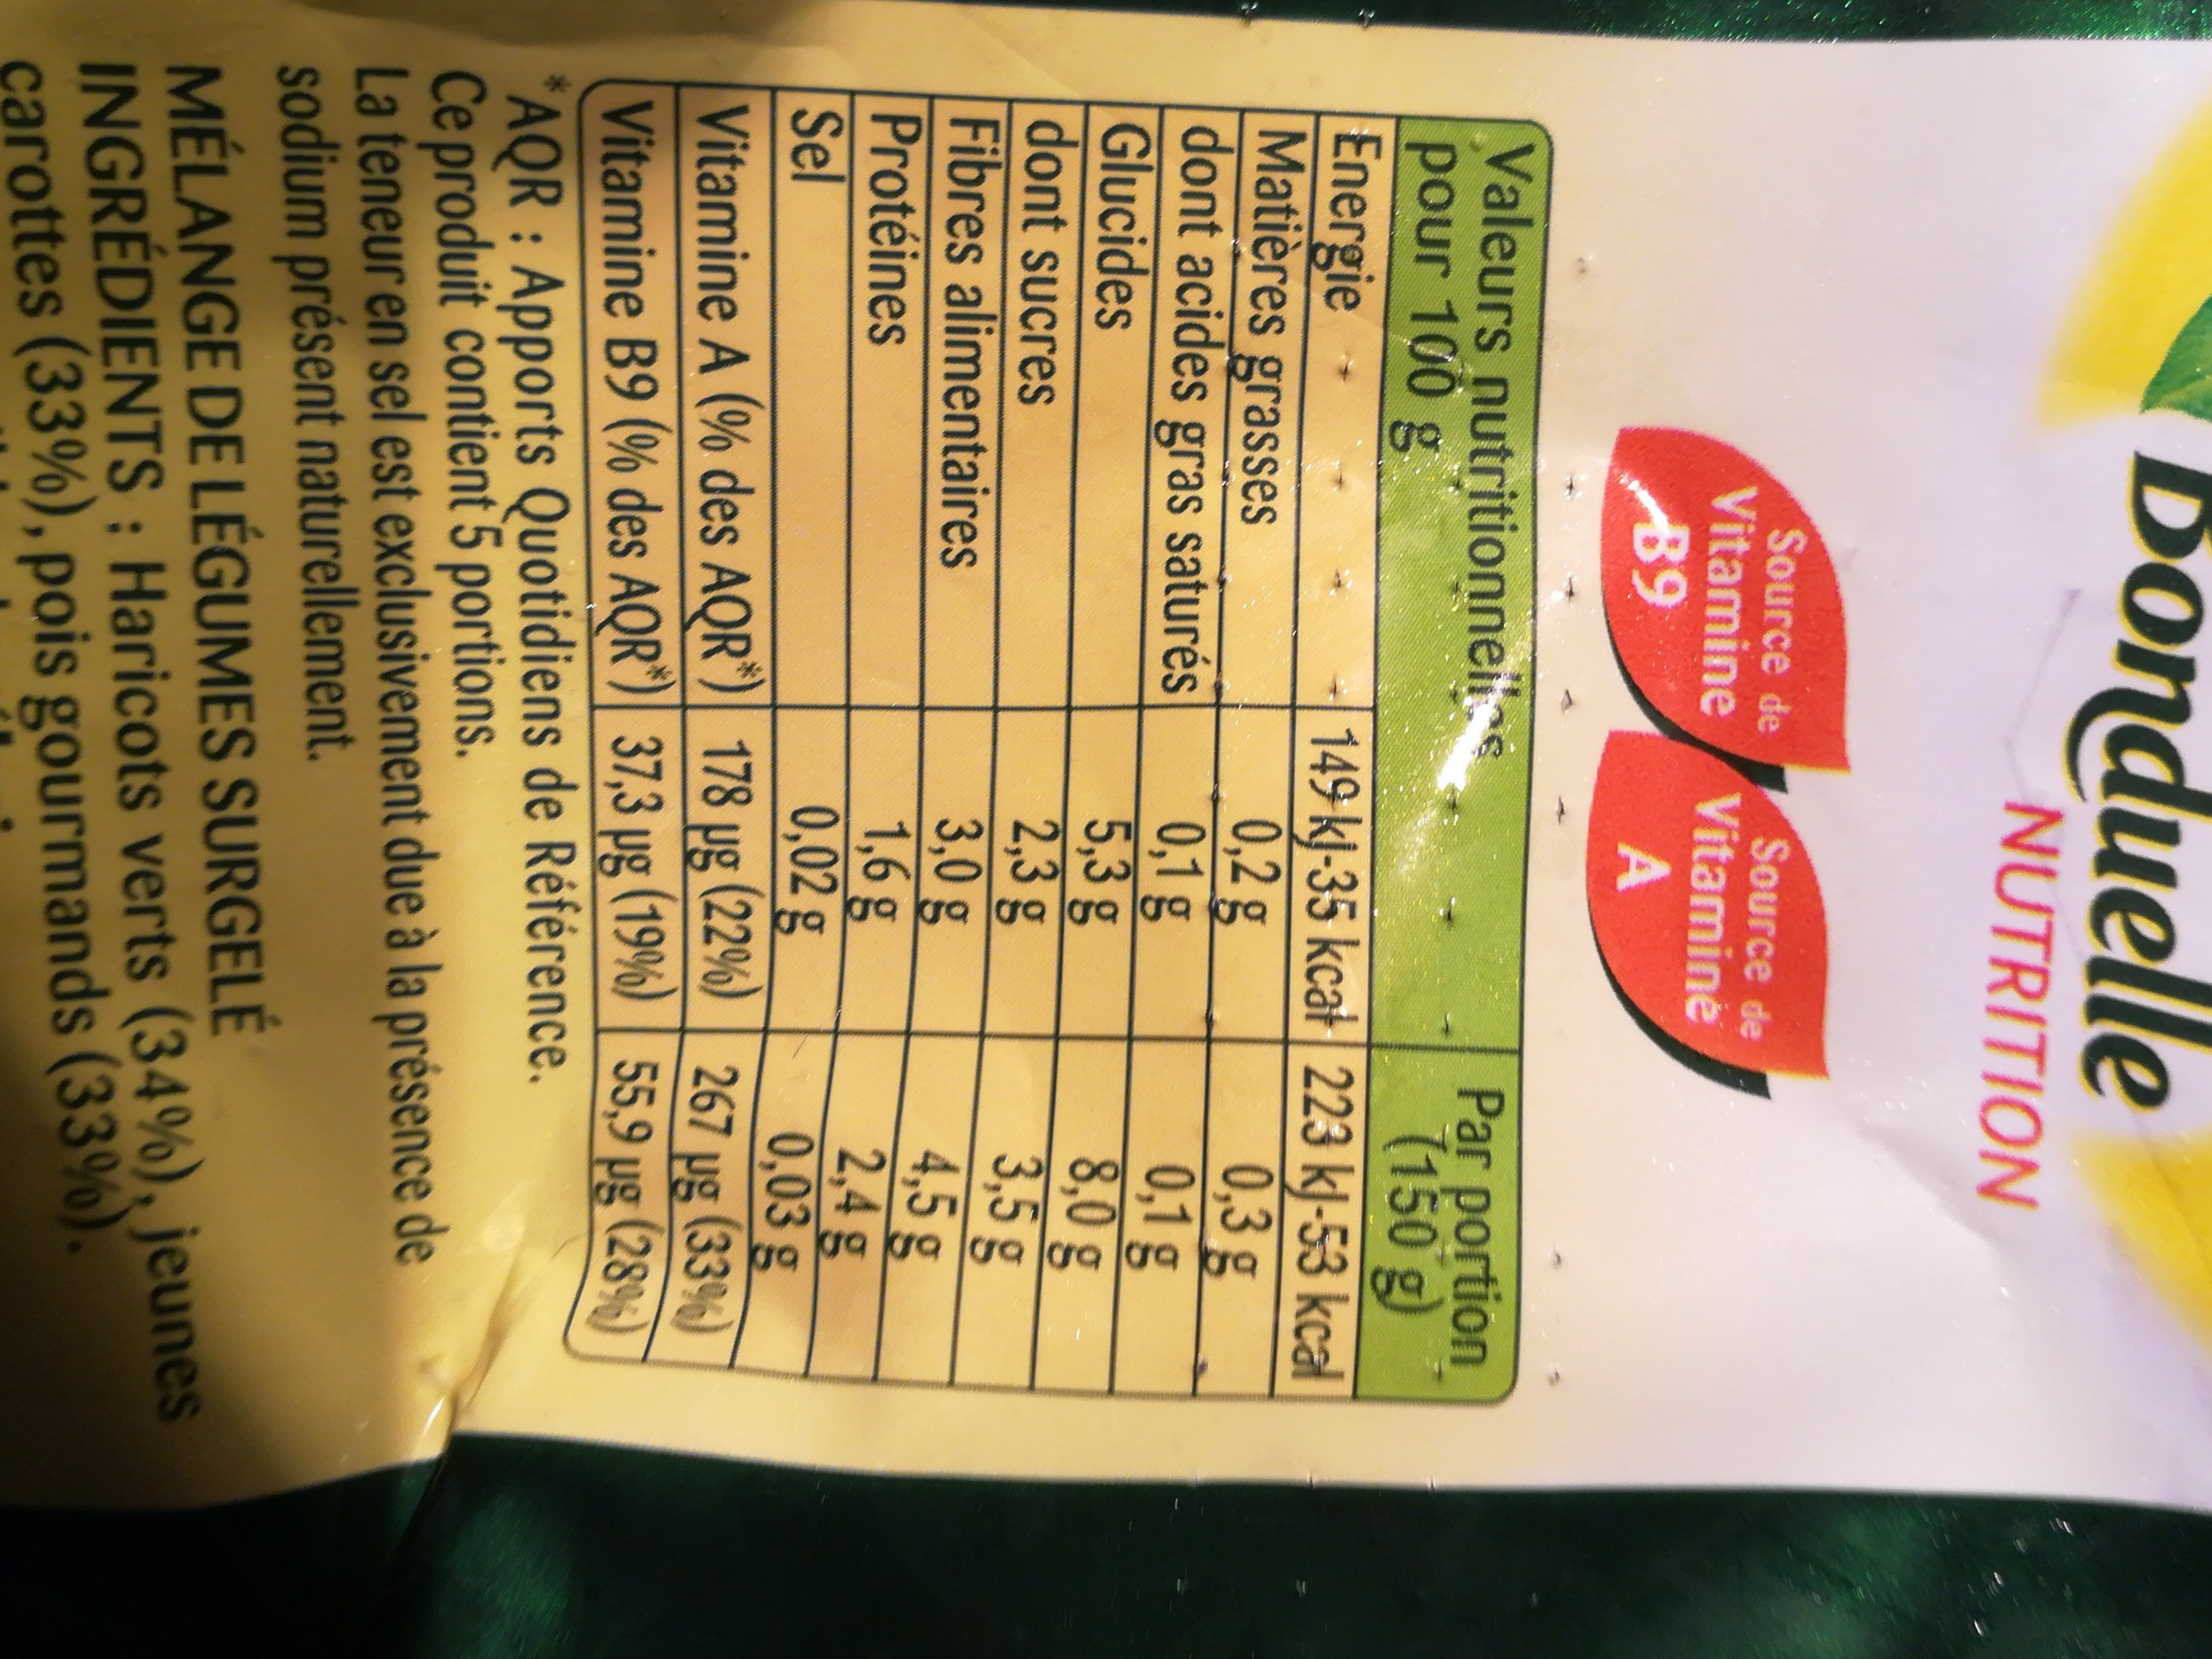 Bonduelle
NUTRITION
Source de
Vitamine
B9
Source de
Vitamine
A
Valeurs nutritionnelles
pour 100 g
Par portion
(150 g)
Energie 149 kJ-35 kcal 223 kJ-53 kcal
Matières grasses 0,2 g 0,3 g
dont acides gras saturés 0,1 g 0,1 g
Glucides 5,3 g 8,0 g
dont sucres 2,3 g 3,5 g
Fibres alimentaires 3,0 g 4,5 g
Protéines 1,6 g 2,4 g
Sel 0,02 g 0,03 g
Vitamine A (% des AQR*) 178 µg (22%) 267 µg (33%)
Vitamine B9 (% des AQR*) 37,3 µg (19%) 55,9 µg (28%)
*AQR : Apports Quotidiens de Référence.
Ce produit contient 5 portions.
La teneur en sel est exclusivement due à la présence de
sodium présent naturellement.
MÉLANGE DE LÉGUMES SURGELÉ
INGRÉDIENTS : Haricots verts (34%), jeunes
carottes (33%), pois gourmands (33%).